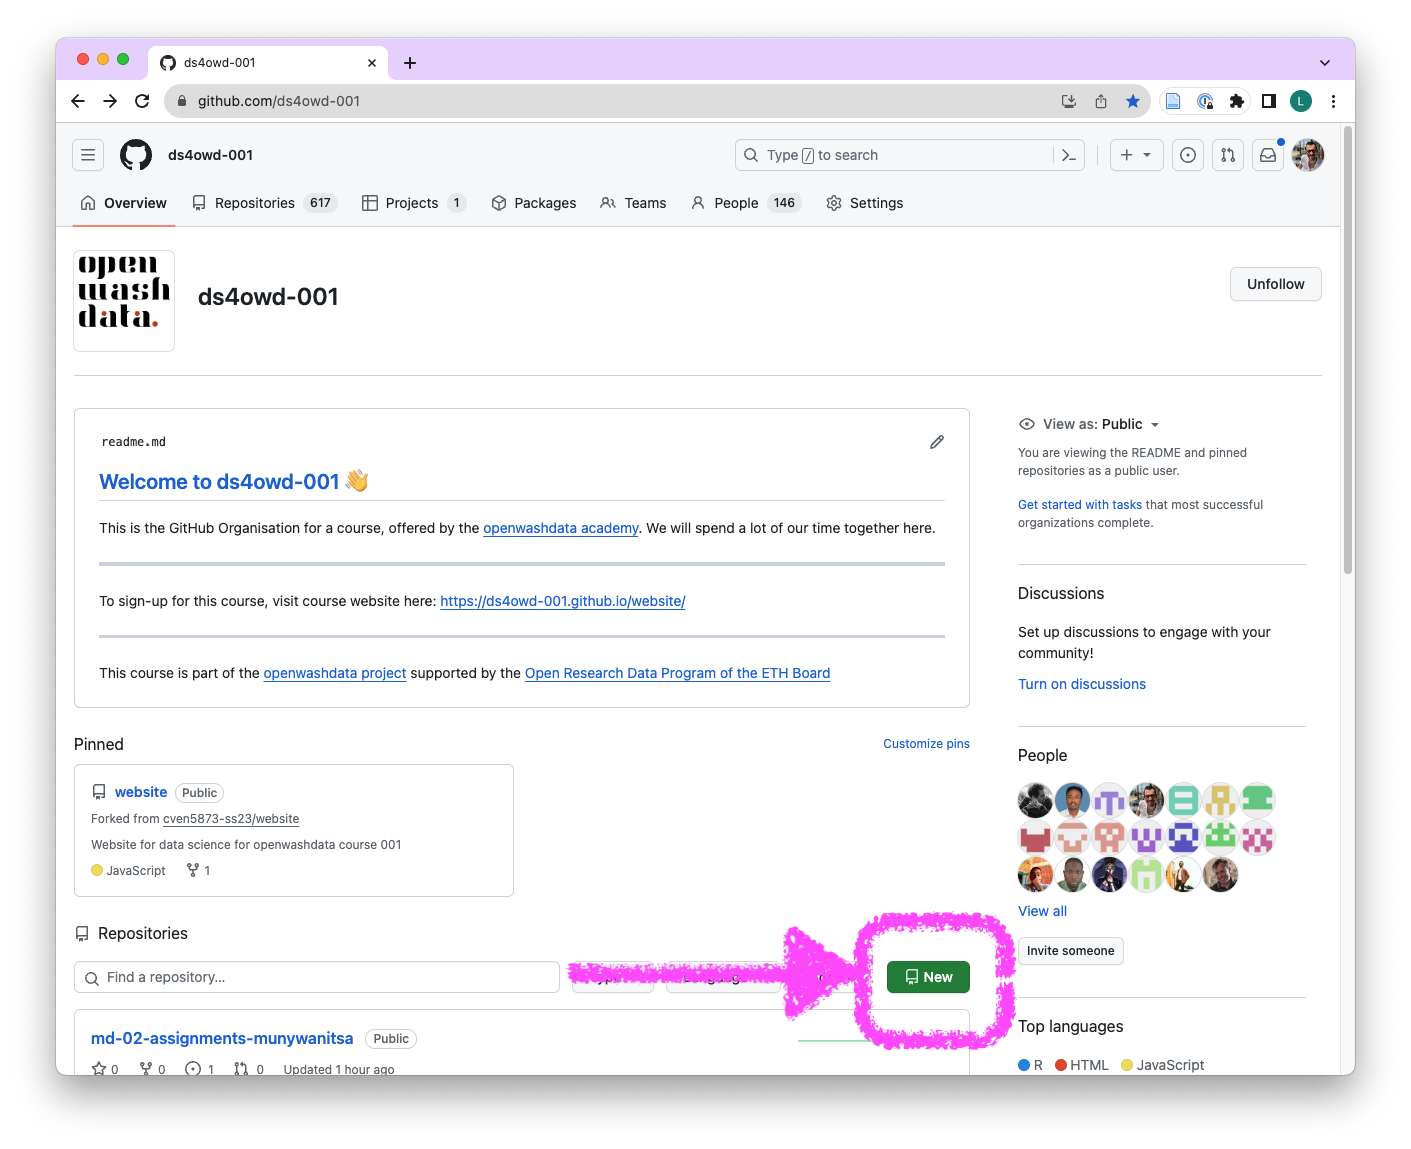 ds4owd-001
github.com/ds4owd-001
L
ds4owd-001
Type / to search
Overview
Repositories 617
Projects 1
Packages
Teams
People 146
Settings
open
wash
data.
ds4owd-001
Unfollow
readme.md
Welcome to ds4owd-001 👋
This is the GitHub Organisation for a course, offered by the openwashdata academy. We will spend a lot of our time together here.
To sign-up for this course, visit course website here: https://ds4owd-001.github.io/website/
This course is part of the openwashdata project supported by the Open Research Data Program of the ETH Board
View as: Public
You are viewing the README and pinned
repositories as a public user.
Get started with tasks that most successful
organizations complete.
Discussions
Set up discussions to engage with your
community!
Turn on discussions
Pinned
Customize pins
website Public
Forked from cven5873-ss23/website
Website for data science for openwashdata course 001
JavaScript 1
People
View all
Invite someone
Repositories
Find a repository...
New
md-02-assignments-munywanitsa Public
0 0 1 0 Updated 1 hour ago
Top languages
R HTML JavaScript